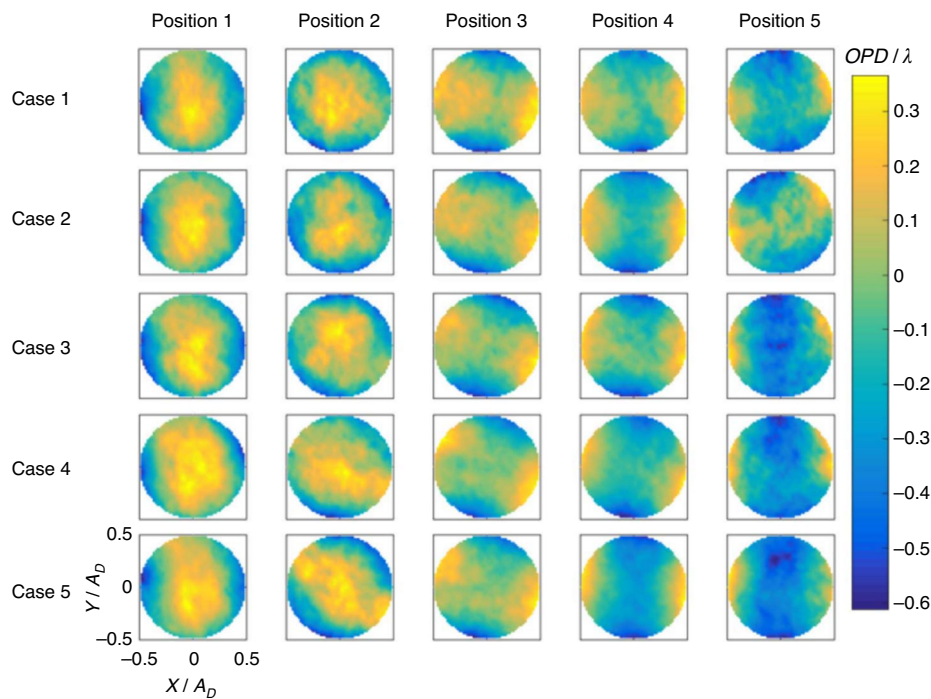 Position 1 Position 2 Position 3 Position 4 Position 5
OPD / λ
Case 1
Case 2
Case 3
Case 4
Case 5
0.3
0.2
0.1
0
−0.1
−0.2
−0.3
−0.4
−0.5
−0.6
0.5
0
−0.5
Y / A_D
−0.5 0 0.5
X / A_D